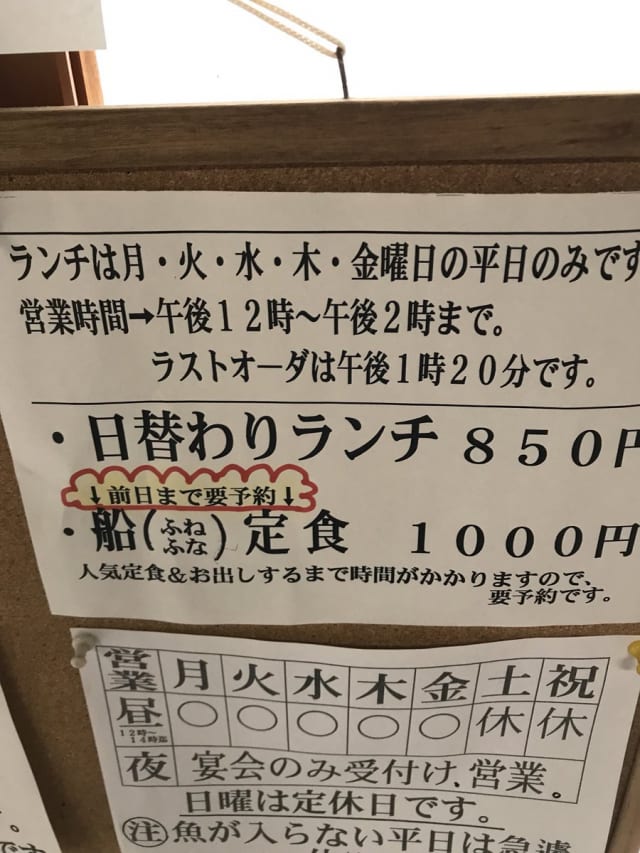 ランチは月・火・水・木・金曜日の平日のみです
営業時間➡午後１２時～午後２時まで。
ラストオーダは午後１時２０分です。
・日替わりランチ ８５０円
↓前日まで要予約↓
・船(ふね ふな)定食 １０００円
人気定食＆お出しするまで時間がかかりますので、
要予約です。
営業 月 火 水 木 金 土 祝
昼 12時～14時迄 ○ ○ ○ ○ ○ 休 休
夜 宴会のみ受付け、営業。
日曜は定休日です。
㊟魚が入らない平日は急遽